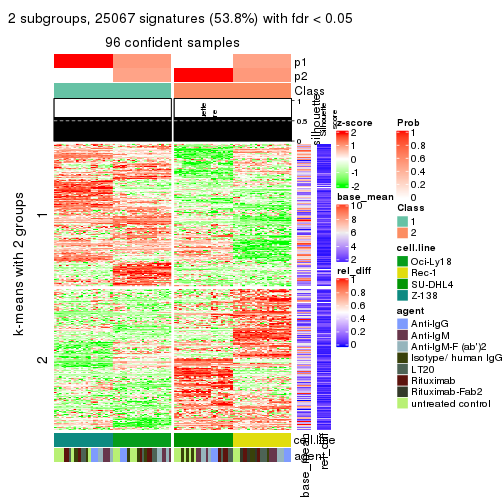 2 subgroups, 25067 signatures (53.8%) with fdr < 0.05
96 confident samples
p1
p2
Class
1
0.5
0
silhouette
score
k-means with 2 groups
1
2
cell.line
agent
base_mean
rel_diff
z-score
2
1
0
-1
-2
base_mean
10
8
6
4
2
rel_diff
1
0.8
0.6
0.4
0.2
0
Prob
1
0.8
0.6
0.4
0.2
0
Class
1
2
cell.line
Oci-Ly18
Rec-1
SU-DHL4
Z-138
agent
Anti-IgG
Anti-IgM
Anti-IgM-F (ab')2
Isotype/ human IgG
LT20
Rituximab
Rituximab-Fab2
untreated control